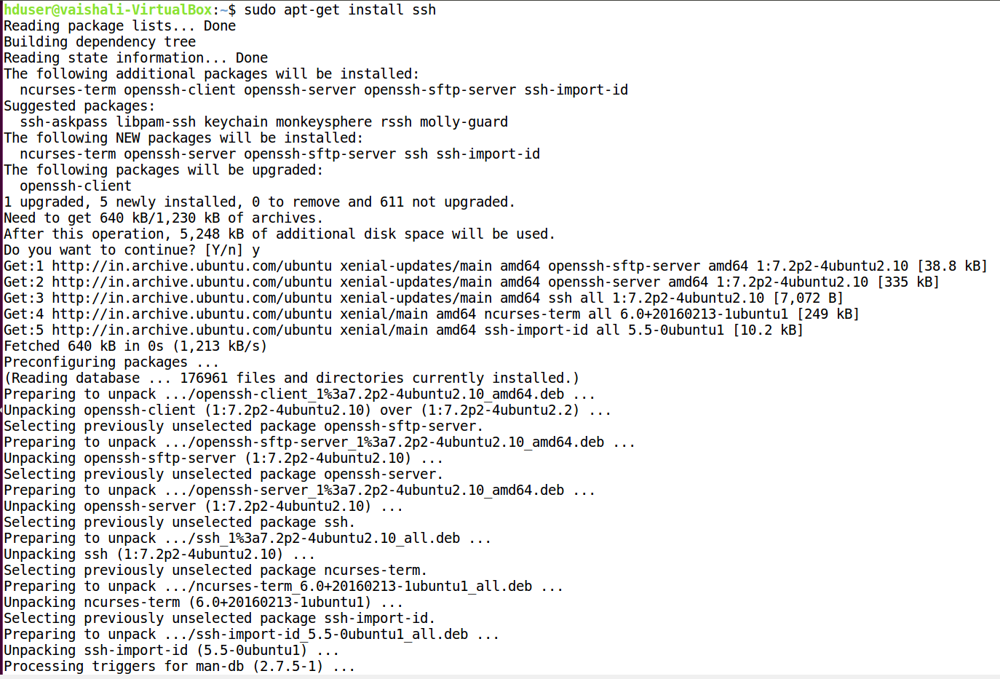 hduser@vaishali-VirtualBox:~$ sudo apt-get install ssh
Reading package lists... Done
Building dependency tree
Reading state information... Done
The following additional packages will be installed:
  ncurses-term openssh-client openssh-server openssh-sftp-server ssh-import-id
Suggested packages:
  ssh-askpass libpam-ssh keychain monkeysphere rssh molly-guard
The following NEW packages will be installed:
  ncurses-term openssh-server openssh-sftp-server ssh ssh-import-id
The following packages will be upgraded:
  openssh-client
1 upgraded, 5 newly installed, 0 to remove and 611 not upgraded.
Need to get 640 kB/1,230 kB of archives.
After this operation, 5,248 kB of additional disk space will be used.
Do you want to continue? [Y/n] y
Get:1 http://in.archive.ubuntu.com/ubuntu xenial-updates/main amd64 openssh-sftp-server amd64 1:7.2p2-4ubuntu2.10 [38.8 kB]
Get:2 http://in.archive.ubuntu.com/ubuntu xenial-updates/main amd64 openssh-server amd64 1:7.2p2-4ubuntu2.10 [335 kB]
Get:3 http://in.archive.ubuntu.com/ubuntu xenial-updates/main amd64 ssh all 1:7.2p2-4ubuntu2.10 [7,072 B]
Get:4 http://in.archive.ubuntu.com/ubuntu xenial/main amd64 ncurses-term all 6.0+20160213-1ubuntu1 [249 kB]
Get:5 http://in.archive.ubuntu.com/ubuntu xenial/main amd64 ssh-import-id all 5.5-0ubuntu1 [10.2 kB]
Fetched 640 kB in 0s (1,213 kB/s)
Preconfiguring packages ...
(Reading database ... 176961 files and directories currently installed.)
Preparing to unpack .../openssh-client_1%3a7.2p2-4ubuntu2.10_amd64.deb ...
Unpacking openssh-client (1:7.2p2-4ubuntu2.10) over (1:7.2p2-4ubuntu2.2) ...
Selecting previously unselected package openssh-sftp-server.
Preparing to unpack .../openssh-sftp-server_1%3a7.2p2-4ubuntu2.10_amd64.deb ...
Unpacking openssh-sftp-server (1:7.2p2-4ubuntu2.10) ...
Selecting previously unselected package openssh-server.
Preparing to unpack .../openssh-server_1%3a7.2p2-4ubuntu2.10_amd64.deb ...
Unpacking openssh-server (1:7.2p2-4ubuntu2.10) ...
Selecting previously unselected package ssh.
Preparing to unpack .../ssh_1%3a7.2p2-4ubuntu2.10_all.deb ...
Unpacking ssh (1:7.2p2-4ubuntu2.10) ...
Selecting previously unselected package ncurses-term.
Preparing to unpack .../ncurses-term_6.0+20160213-1ubuntu1_all.deb ...
Unpacking ncurses-term (6.0+20160213-1ubuntu1) ...
Selecting previously unselected package ssh-import-id.
Preparing to unpack .../ssh-import-id_5.5-0ubuntu1_all.deb ...
Unpacking ssh-import-id (5.5-0ubuntu1) ...
Processing triggers for man-db (2.7.5-1) ...